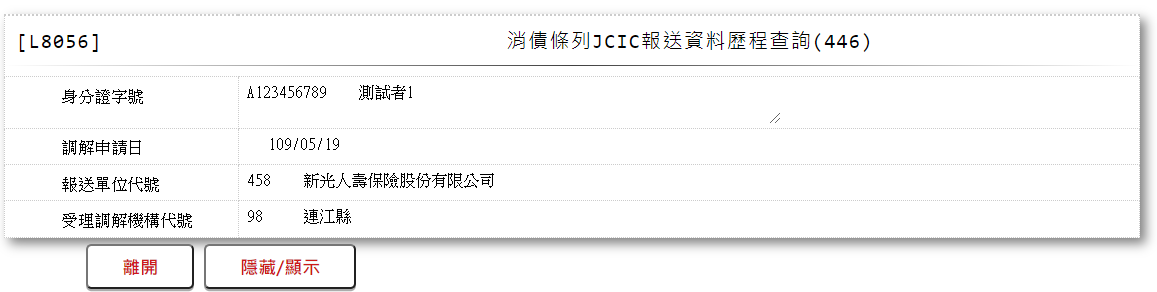 [L8056] 消債條列JCIC報送資料歷程查詢(446)
身分證字號 A123456789 測試者1
調解申請日 109/05/19
報送單位代號 458 新光人壽保險股份有限公司
受理調解機構代號 98 連江縣
離開 隱藏/顯示